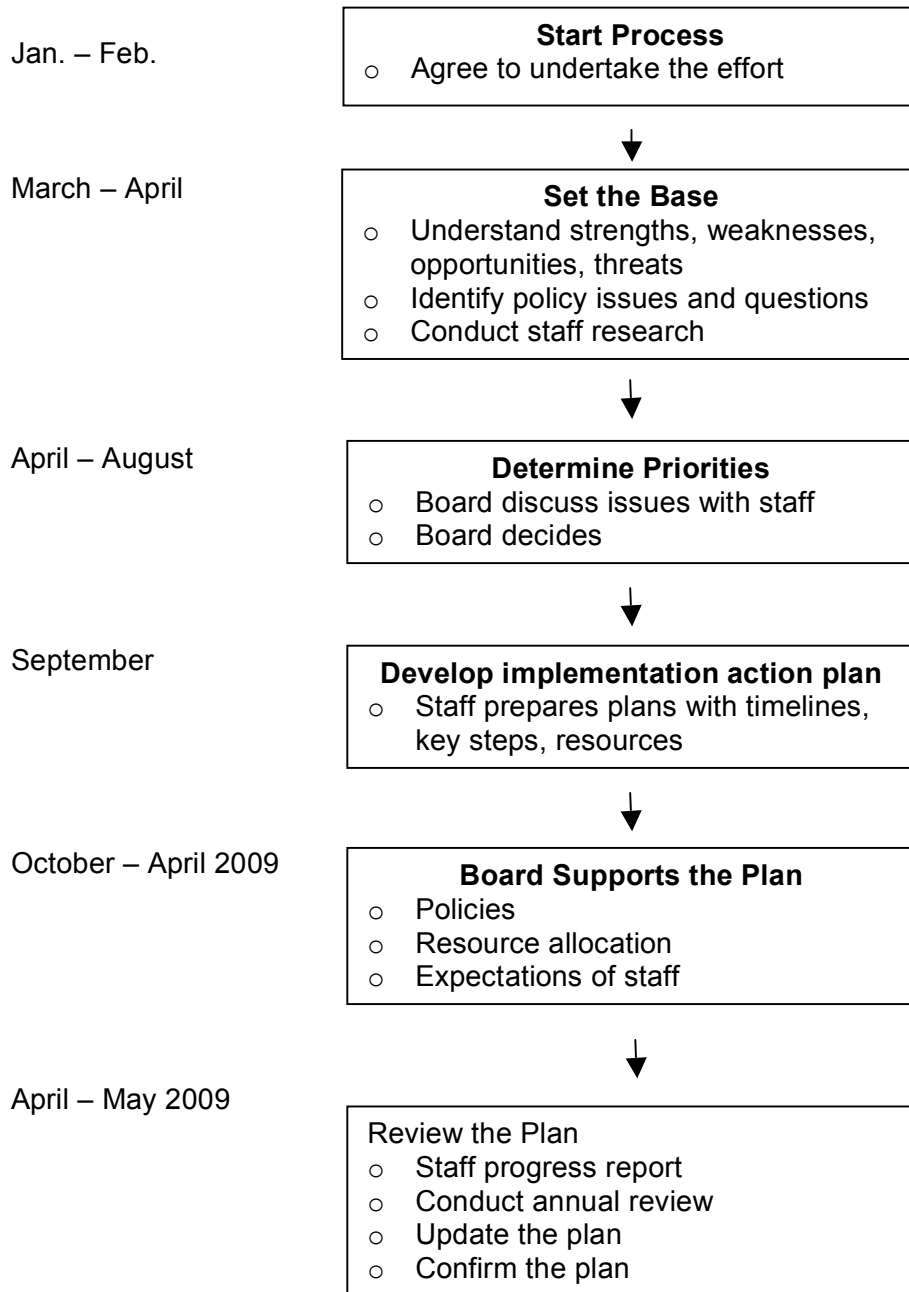 Jan. – Feb.
Start Process
o Agree to undertake the effort
March – April
Set the Base
o Understand strengths, weaknesses,
opportunities, threats
o Identify policy issues and questions
o Conduct staff research
April – August
Determine Priorities
o Board discuss issues with staff
o Board decides
September
Develop implementation action plan
o Staff prepares plans with timelines,
key steps, resources
October – April 2009
Board Supports the Plan
o Policies
o Resource allocation
o Expectations of staff
April – May 2009
Review the Plan
o Staff progress report
o Conduct annual review
o Update the plan
o Confirm the plan